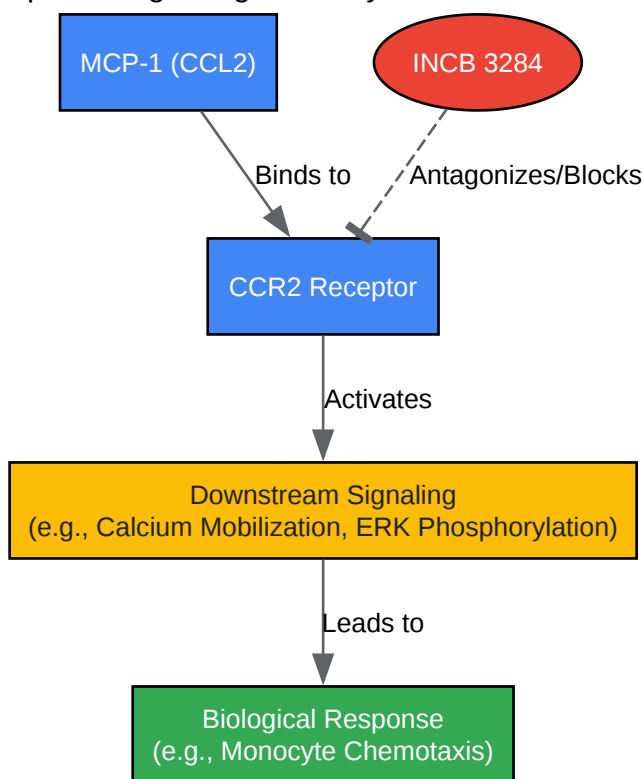 MCP-1 (CCL2)
INCB 3284
Binds to
Antagonizes/Blocks
CCR2 Receptor
Activates
Downstream Signaling
(e.g., Calcium Mobilization, ERK Phosphorylation)
Leads to
Biological Response
(e.g., Monocyte Chemotaxis)